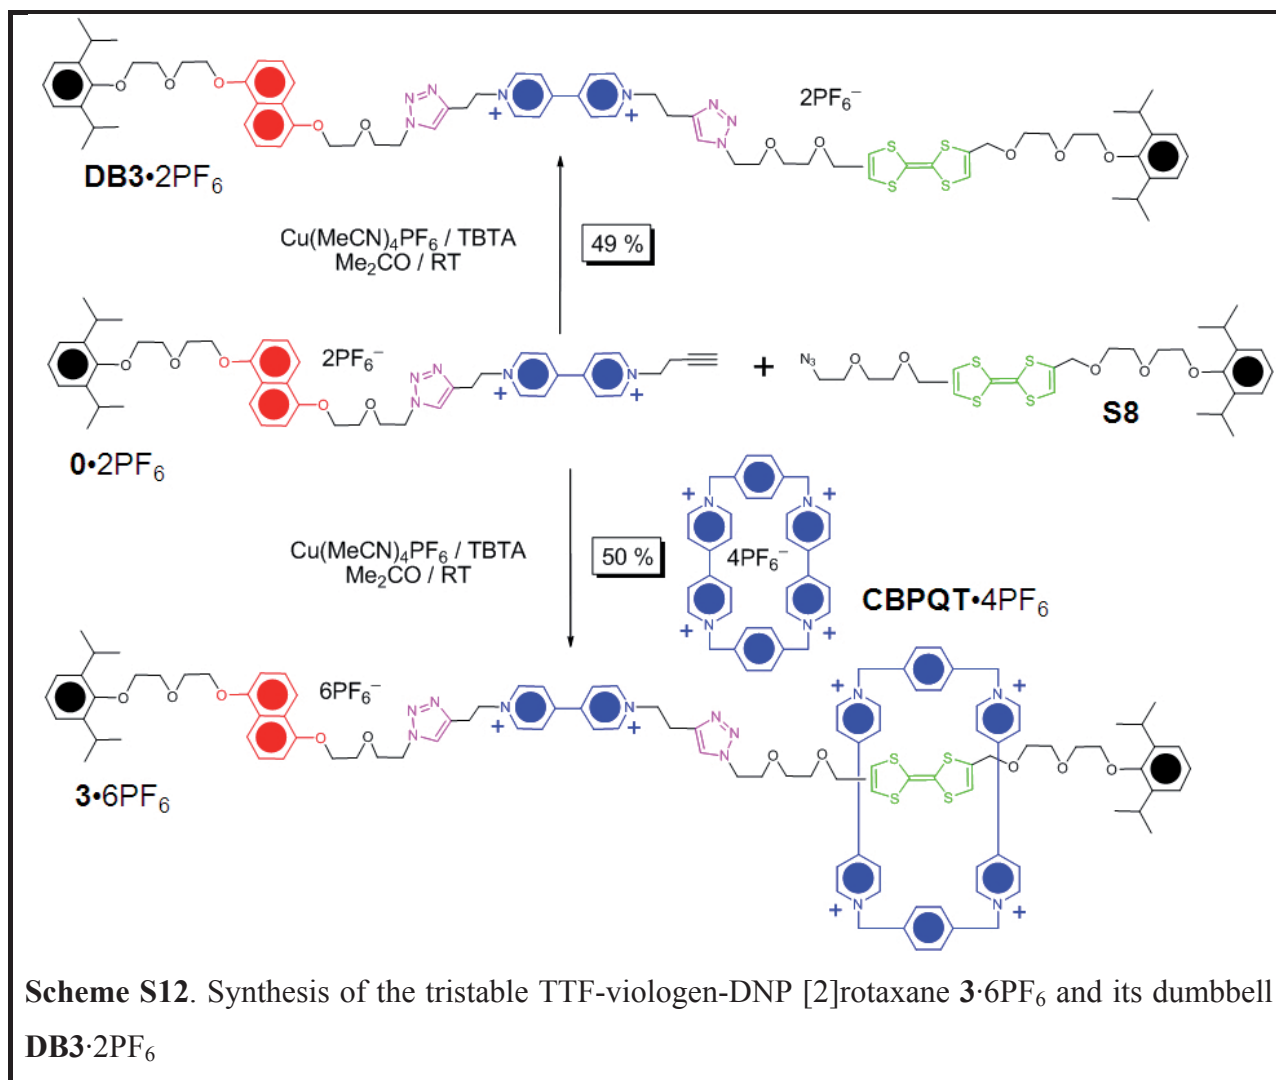 2PF₆⁻
DB3•2PF₆
Cu(MeCN)₄PF₆ / TBTA
Me₂CO / RT
49 %
2PF₆⁻
+
N₃
S8
0•2PF₆
Cu(MeCN)₄PF₆ / TBTA
Me₂CO / RT
50 %
4PF₆⁻
CBPQT•4PF₆
6PF₆⁻
3•6PF₆
Scheme S12. Synthesis of the tristable TTF-viologen-DNP [2]rotaxane 3·6PF₆ and its dumbbell
DB3·2PF₆